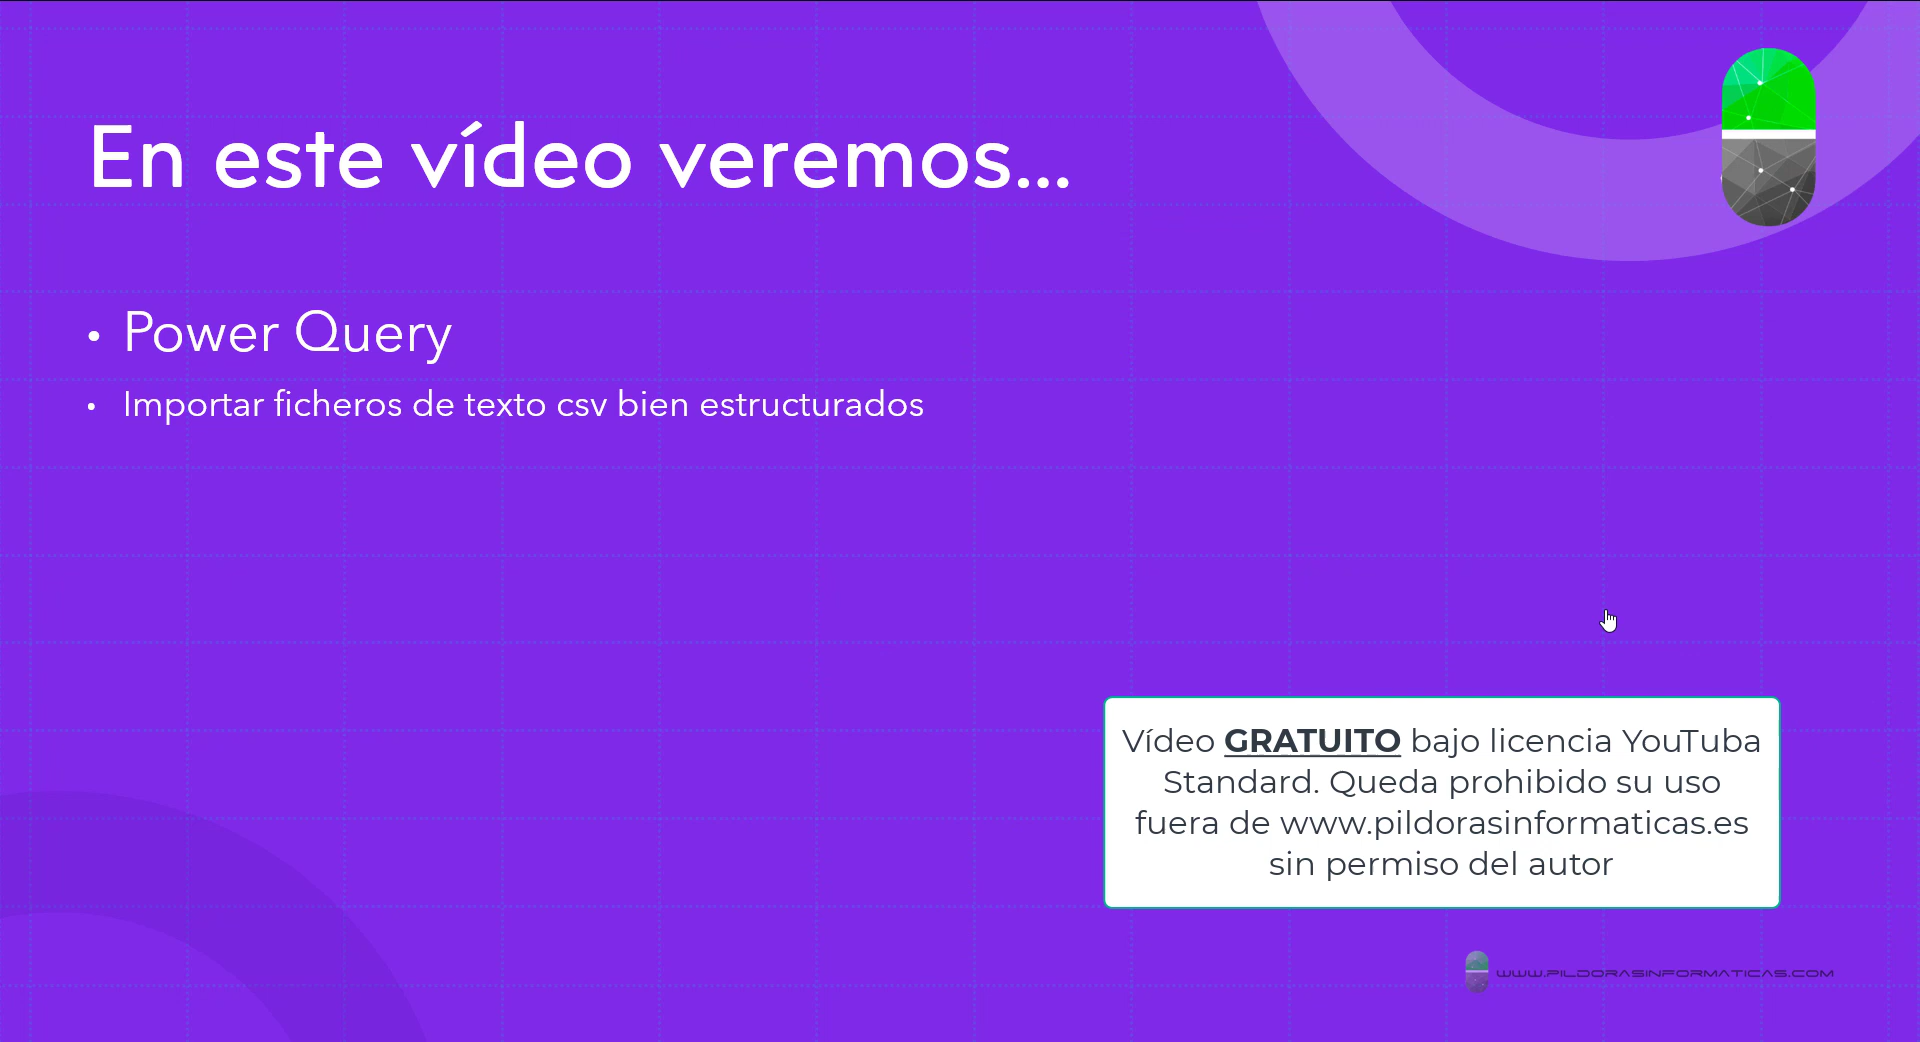 En este vídeo veremos...
• Power Query
• Importar ficheros de texto csv bien estructurados
Vídeo GRATUITO bajo licencia YouTuba
Standard. Queda prohibido su uso
fuera de www.pildorasinformaticas.es
sin permiso del autor
WWW.PILDORASINFORMATICAS.COM